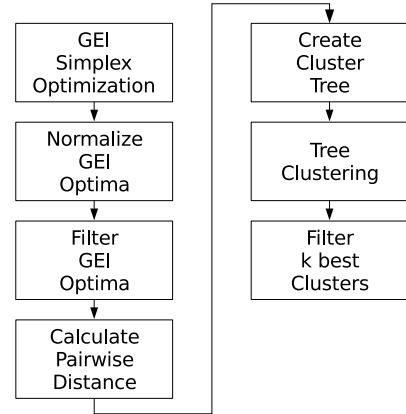 GEI
Simplex
Optimization
Normalize
GEI
Optima
Filter
GEI
Optima
Calculate
Pairwise
Distance
Create
Cluster
Tree
Tree
Clustering
Filter
k best
Clusters